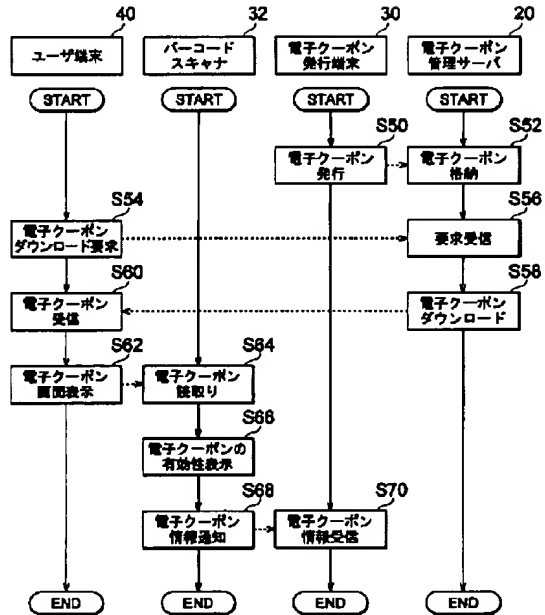 40
32
30
20
ユーザ端末
バーコード
スキャナ
電子クーポン
発行端末
電子クーポン
管理サーバ
START
START
START
START
S50
電子クーポン
発行
S52
電子クーポン
格納
S54
電子クーポン
ダウンロード要求
S56
要求受信
S60
電子クーポン
受信
S58
電子クーポン
ダウンロード
S62
電子クーポン
画面表示
S64
電子クーポン
読取り
S66
電子クーポンの
有効性表示
S68
電子クーポン
情報通知
S70
電子クーポン
情報受信
END
END
END
END